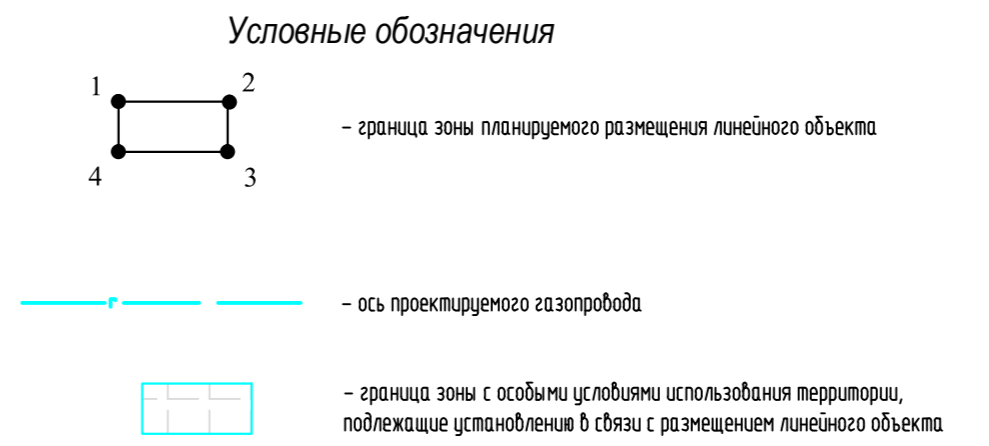 Условные обозначения
1 2
– граница зоны планируемого размещения линейного объекта
4 3
г – ось проектируемого газопровода
– граница зоны с особыми условиями использования территории,
подлежащие установлению в связи с размещением линейного объекта